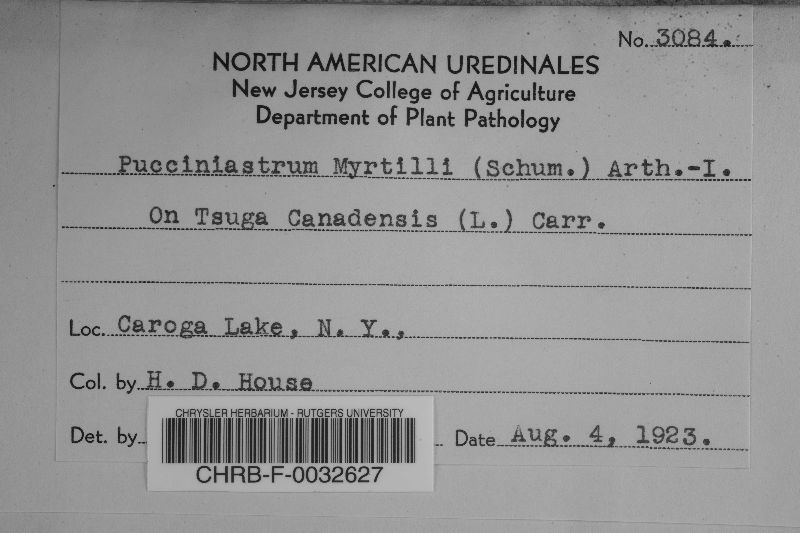 No. 3084.
NORTH AMERICAN UREDINALES
New Jersey College of Agriculture
Department of Plant Pathology
Pucciniastrum Myrtilli (Schum.) Arth.-I.
On Tsuga Canadensis (L.) Carr.
Loc. Caroga Lake, N. Y.,
Col. by H. D. House
Det. by
Date Aug. 4, 1923.
CHRYSLER HERBARIUM - RUTGERS UNIVERSITY
CHRB-F-0032627